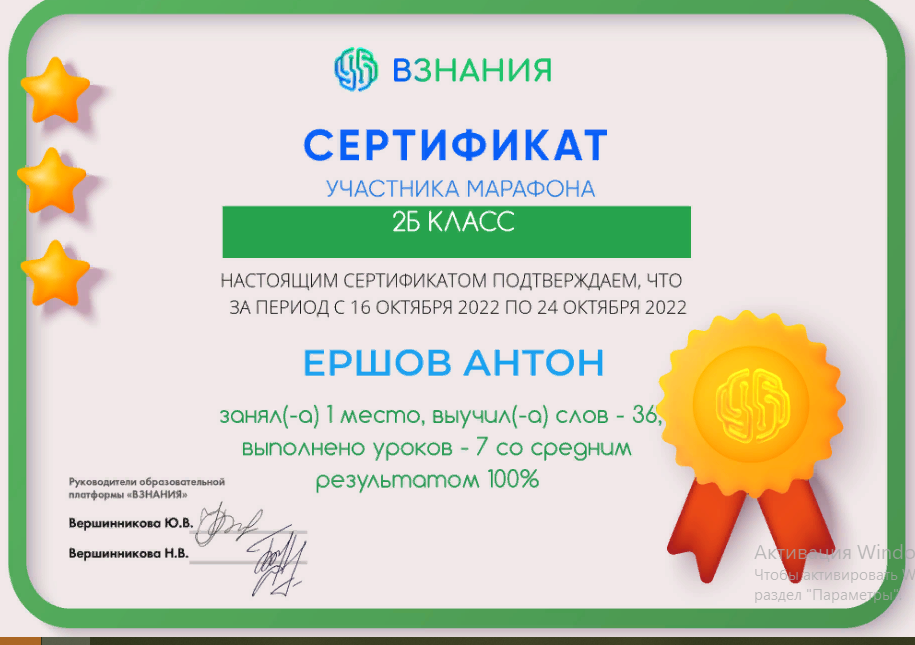 ВЗНАНИЯ
СЕРТИФИКАТ
УЧАСТНИКА МАРАФОНА
2Б КЛАСС
НАСТОЯЩИМ СЕРТИФИКАТОМ ПОДТВЕРЖДАЕМ, ЧТО
ЗА ПЕРИОД С 16 ОКТЯБРЯ 2022 ПО 24 ОКТЯБРЯ 2022
ЕРШОВ АНТОН
занял(-а) 1 место, выучил(-а) слов - 36,
выполнено уроков - 7 со средним
результатом 100%
Руководители образовательной
платформы «ВЗНАНИЯ»
Вершинникова Ю.В.
Вершинникова Н.В.
Активация Windo
Чтобы активировать W
раздел "Параметры".